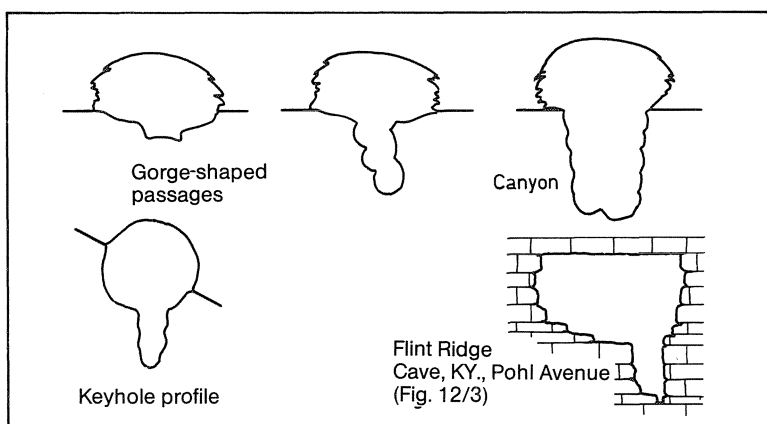 Gorge-shaped
passages
Canyon
Keyhole profile
Flint Ridge
Cave, KY., Pohl Avenue
(Fig. 12/3)